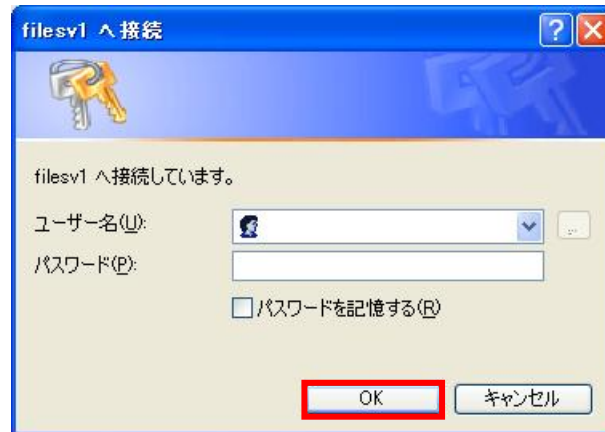 filesv1 へ接続
filesv1 へ接続しています。
ユーザー名(U):
パスワード(P):
パスワードを記憶する(R)
OK キャンセル